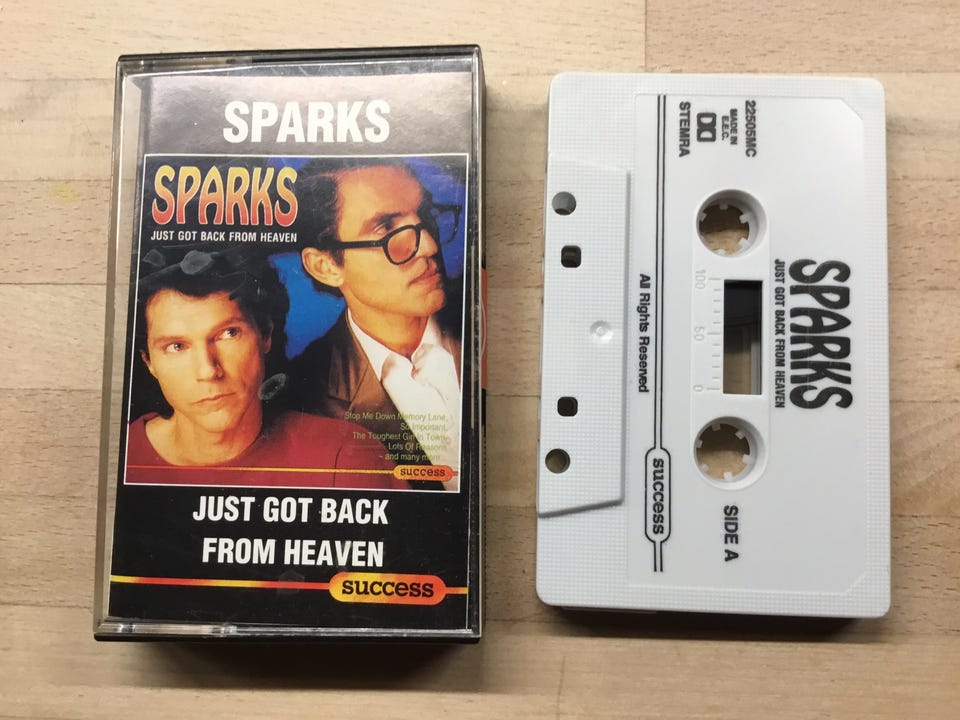 SPARKS
SPARKS
JUST GOT BACK FROM HEAVEN
Stop Me Down Memory Lane,
So Important,
The Toughest Girl In Town,
Lots Of Reasons
- and many more...
success
JUST GOT BACK
FROM HEAVEN
success
SPARKS
JUST GOT BACK FROM HEAVEN
22505MC
MADE IN
E.E.C.
STEMRA
100 50 0
SIDE A
All Rights Reserved
success